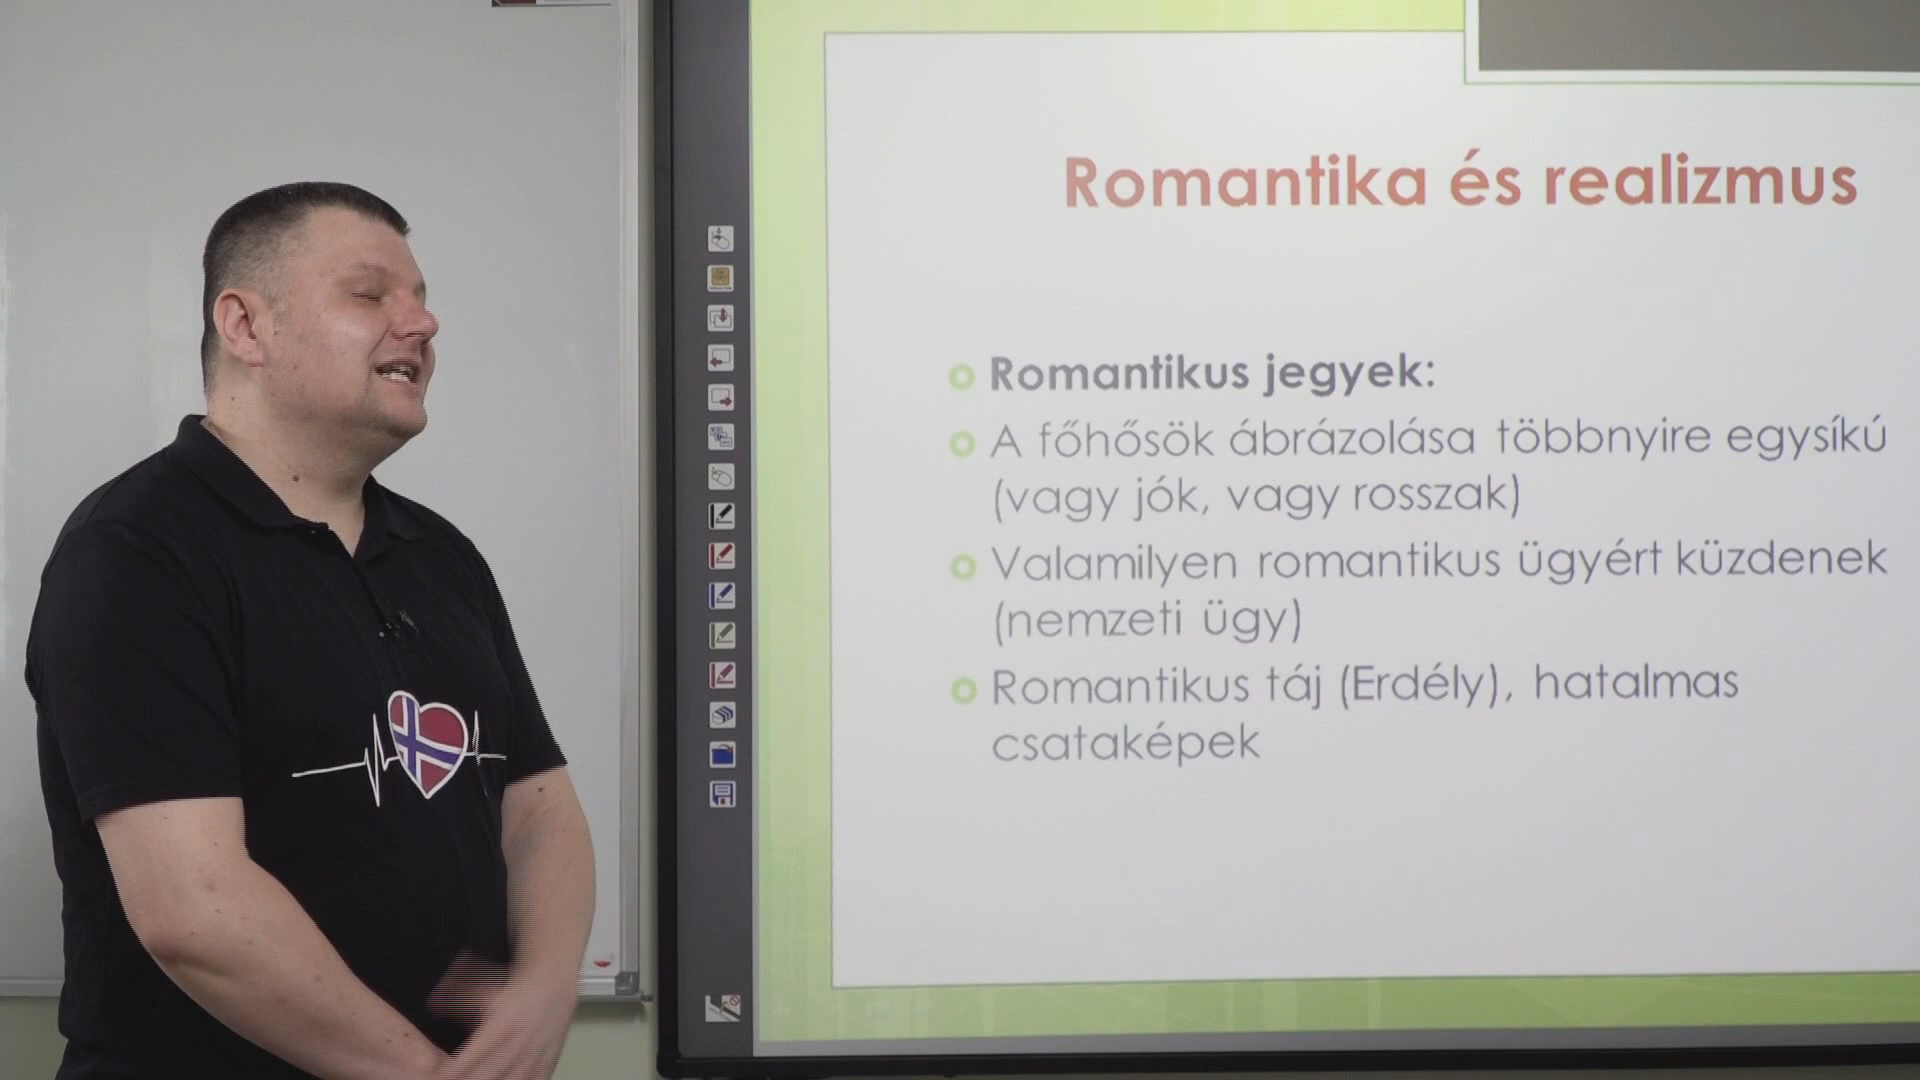 Romantika és realizmus
Romantikus jegyek:
A főhősök ábrázolása többnyire egysíkú
(vagy jók, vagy rosszak)
Valamilyen romantikus ügyért küzdenek
(nemzeti ügy)
Romantikus táj (Erdély), hatalmas
csataképek